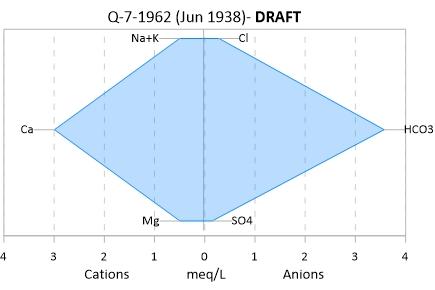 Q-7-1962 (Jun 1938)- DRAFT
Na+K Cl
Ca HCO3
Mg SO4
4 3 2 1 0 1 2 3 4
Cations meq/L Anions